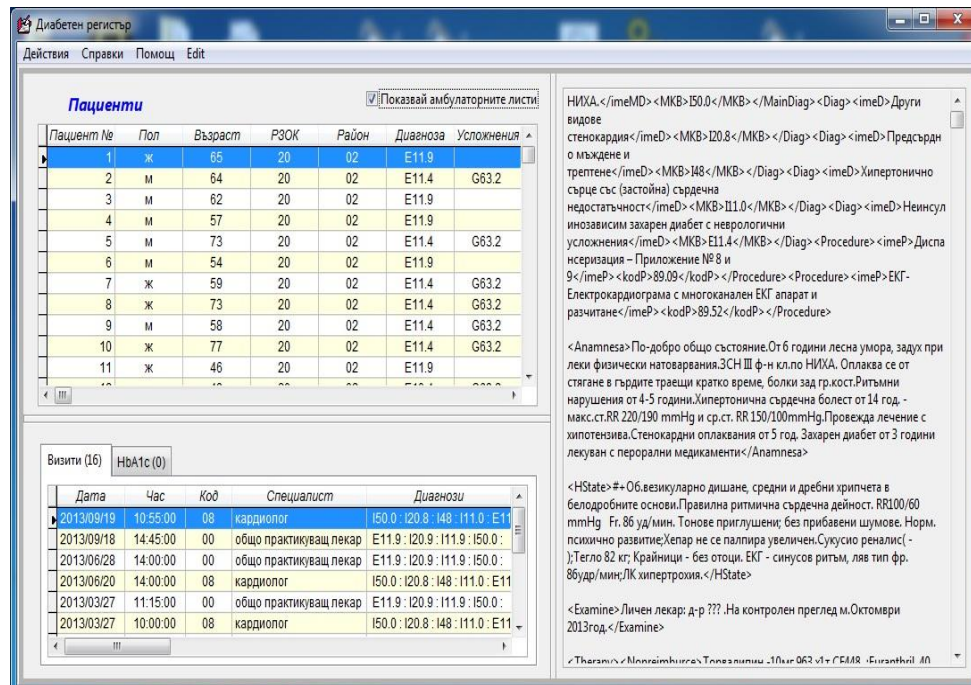 Диабетен регистър
Действия Справки Помощ Edit
Пациенти
Показвай амбулаторните листи
Пациент № Пол Възраст РЗОК Район Диагноза Усложнения
1 ж 65 20 02 E11.9
2 м 64 20 02 E11.4 G63.2
3 м 62 20 02 E11.9
4 м 57 20 02 E11.9
5 м 73 20 02 E11.4 G63.2
6 м 54 20 02 E11.9
7 ж 59 20 02 E11.4 G63.2
8 ж 73 20 02 E11.4 G63.2
9 м 58 20 02 E11.4 G63.2
10 ж 77 20 02 E11.4 G63.2
11 ж 46 20 02 E11.9
Визити (16) HbA1c (0)
Дата Час Код Специалист Диагнози
2013/09/19 10:55:00 08 кардиолог I50.0 : I20.8 : I48 : I11.0 : E11
2013/09/18 14:45:00 00 общо практикуващ лекар E11.9 : I20.9 : I11.9 : I50.0 :
2013/06/28 14:00:00 00 общо практикуващ лекар E11.9 : I20.9 : I11.9 : I50.0 :
2013/06/20 14:00:00 08 кардиолог I50.0 : I20.8 : I48 : I11.0 : E11
2013/03/27 11:15:00 00 общо практикуващ лекар E11.9 : I20.9 : I11.9 : I50.0 :
2013/03/27 10:00:00 08 кардиолог I50.0 : I20.8 : I48 : I11.0 : E11
НИХА.</imeMD><MKB>I50.0</MKB></MainDiag><Diag><imeD>Други
видове
стенокардия</imeD><MKB>I20.8</MKB></Diag><Diag><imeD>Предсърдн
о мъждене и
трептене</imeD><MKB>I48</MKB></Diag><Diag><imeD>Хипертонично
сърце със (застойна) сърдечна
недостатъчност</imeD><MKB>I11.0</MKB></Diag><Diag><imeD>Неинсул
инозависим захарен диабет с неврологични
усложнения</imeD><MKB>E11.4</MKB></Diag><Procedure><imeP>Диспа
нсеризация – Приложение № 8 и
9</imeP><kodP>89.09</kodP></Procedure><Procedure><imeP>ЕКГ-
Електрокардиограма с многоканален ЕКГ апарат и
разчитане</imeP><kodP>89.52</kodP></Procedure>
<Anamnesa>По-добро общо състояние.От 6 години лесна умора, задух при
леки физически натоварвания.ЗСН III ф-н кл.по НИХА. Оплаква се от
стягане в гърдите траещи кратко време, болки зад гр.кост.Ритъмни
нарушения от 4-5 години.Хипертонична сърдечна болест от 14 год. -
макс.ст.RR 220/190 mmHg и ср.ст. RR 150/100mmHg.Провежда лечение с
хипотензива.Стенокардни оплаквания от 5 год. Захарен диабет от 3 години
лекуван с перорални медикаменти</Anamnesa>
<HState>#+Об.везикуларно дишане, средни и дребни хрипчета в
белодробните основи.Правилна ритмична сърдечна дейност. RR100/60
mmHg Fr. 86 уд/мин. Тонове приглушени; без прибавени шумове. Норм.
психично развитие;Хепар не се палпира увеличен.Сукусио реналис( -
);Тегло 82 кг; Крайници - без отоци. ЕКГ - синусов ритъм, ляв тип фр.
86уд/мин;ЛК хипертрохия.</HState>
<Examine>Личен лекар: д-р ??? .На контролен преглед м.Октомври
2013год.</Examine>